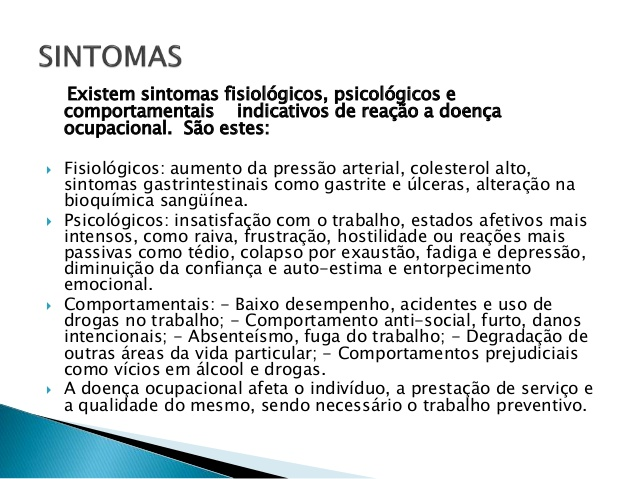 SINTOMAS
Existem sintomas fisiológicos, psicológicos e
comportamentais indicativos de reação a doença
ocupacional. São estes:
Fisiológicos: aumento da pressão arterial, colesterol alto,
sintomas gastrintestinais como gastrite e úlceras, alteração na
bioquímica sangüínea.
Psicológicos: insatisfação com o trabalho, estados afetivos mais
intensos, como raiva, frustração, hostilidade ou reações mais
passivas como tédio, colapso por exaustão, fadiga e depressão,
diminuição da confiança e auto-estima e entorpecimento
emocional.
Comportamentais: - Baixo desempenho, acidentes e uso de
drogas no trabalho; - Comportamento anti-social, furto, danos
intencionais; - Absenteísmo, fuga do trabalho; - Degradação de
outras áreas da vida particular; - Comportamentos prejudiciais
como vícios em álcool e drogas.
A doença ocupacional afeta o indivíduo, a prestação de serviço e
a qualidade do mesmo, sendo necessário o trabalho preventivo.